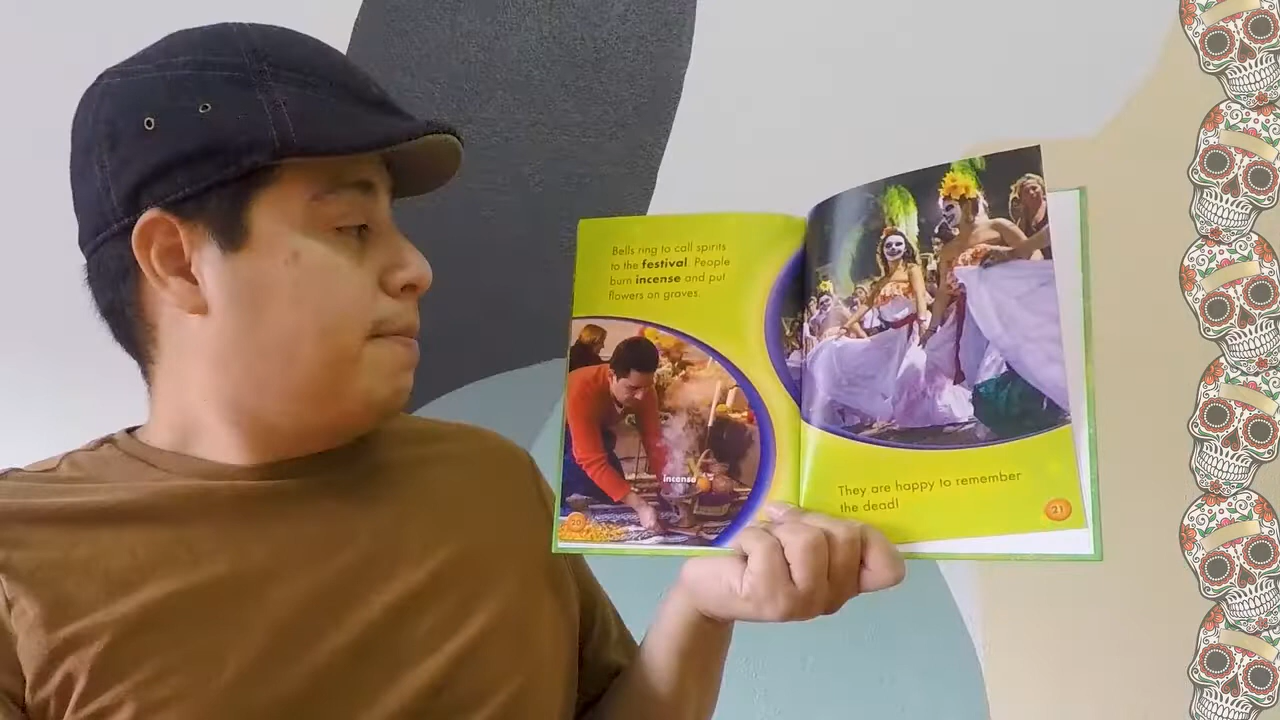 Bells ring to call spirits
to the festival. People
burn incense and put
flowers on graves.
incense
20
They are happy to remember
the dead!
21